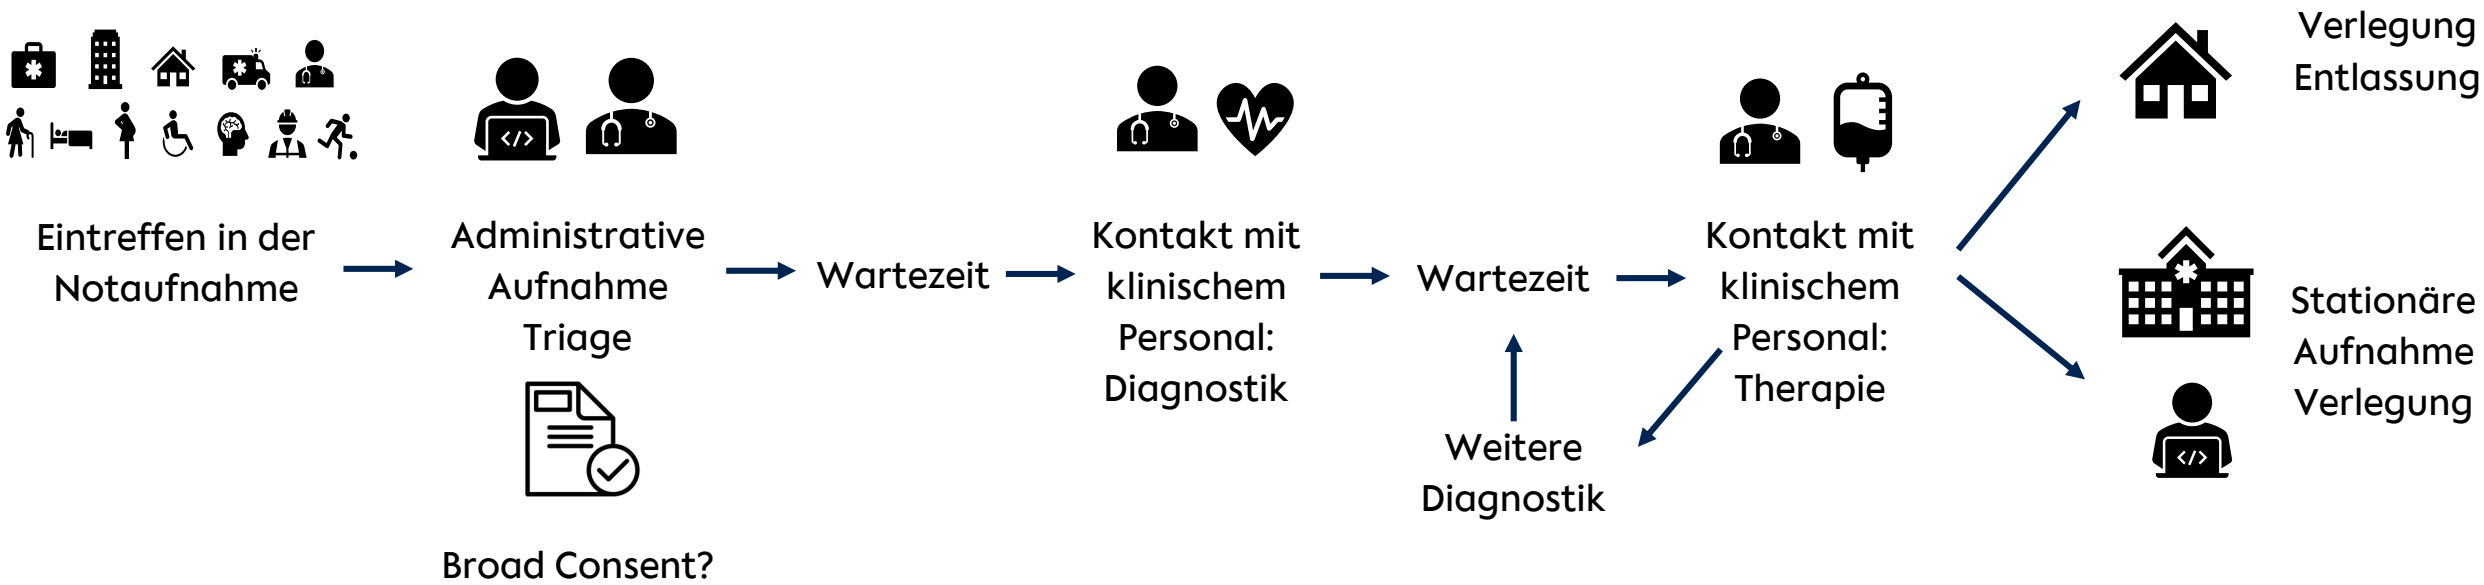 Eintreffen in der
Notaufnahme
Administrative
Aufnahme
Triage
Broad Consent?
Wartezeit
Kontakt mit
klinischem
Personal:
Diagnostik
Wartezeit
Weitere
Diagnostik
Kontakt mit
klinischem
Personal:
Therapie
Verlegung
Entlassung
Stationäre
Aufnahme
Verlegung